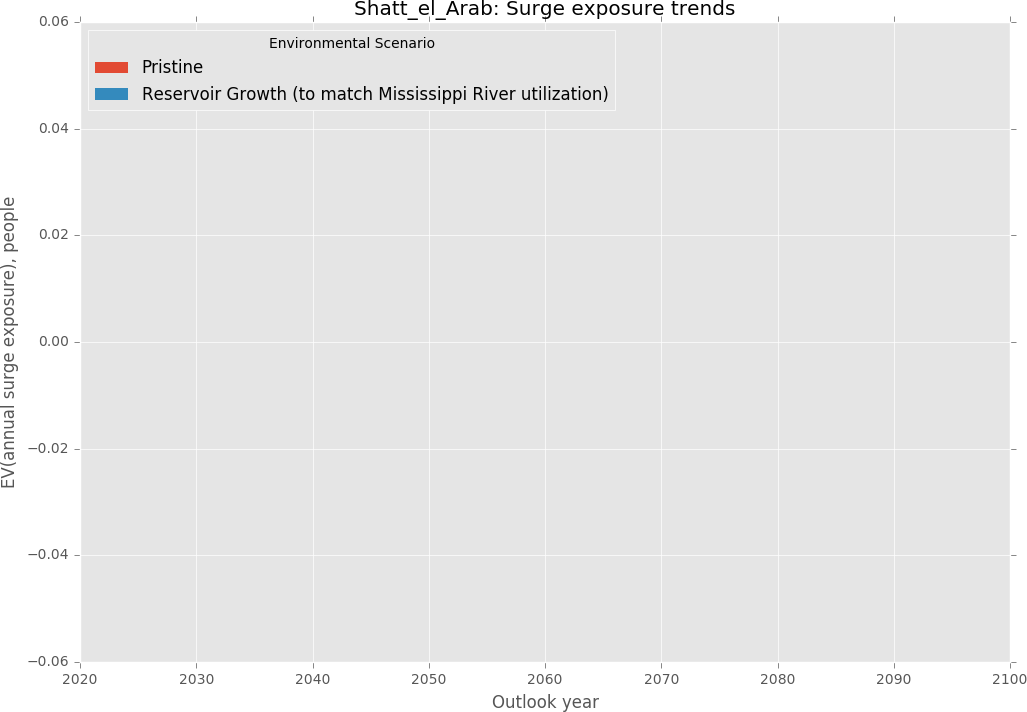 Shatt_el_Arab: Surge exposure trends
Environmental Scenario
Pristine
Reservoir Growth (to match Mississippi River utilization)
EV(annual surge exposure), people
0.06
0.04
0.02
0.00
−0.02
−0.04
−0.06
2020 2030 2040 2050 2060 2070 2080 2090 2100
Outlook year